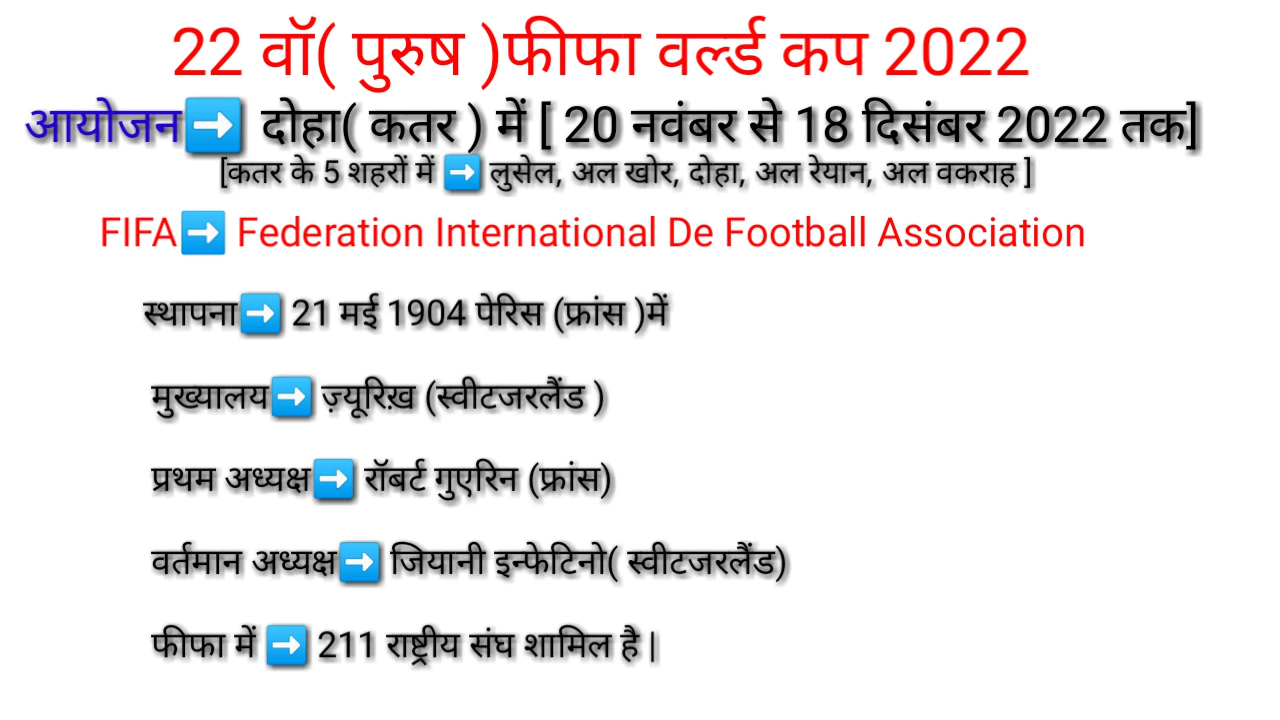 22 वॉ( पुरुष )फीफा वर्ल्ड कप 2022
आयोजन➡ दोहा( कतर ) में [ 20 नवंबर से 18 दिसंबर 2022 तक]
[कतर के 5 शहरों में ➡ लुसेल, अल खोर, दोहा, अल रेयान, अल वकराह ]
FIFA➡ Federation International De Football Association
स्थापना➡ 21 मई 1904 पेरिस (फ्रांस )में
मुख्यालय➡ ज़्यूरिख़ (स्वीटजरलैंड )
प्रथम अध्यक्ष➡ रॉबर्ट गुएरिन (फ्रांस)
वर्तमान अध्यक्ष➡ जियानी इन्फेटिनो( स्वीटजरलैंड)
फीफा में ➡ 211 राष्ट्रीय संघ शामिल है |